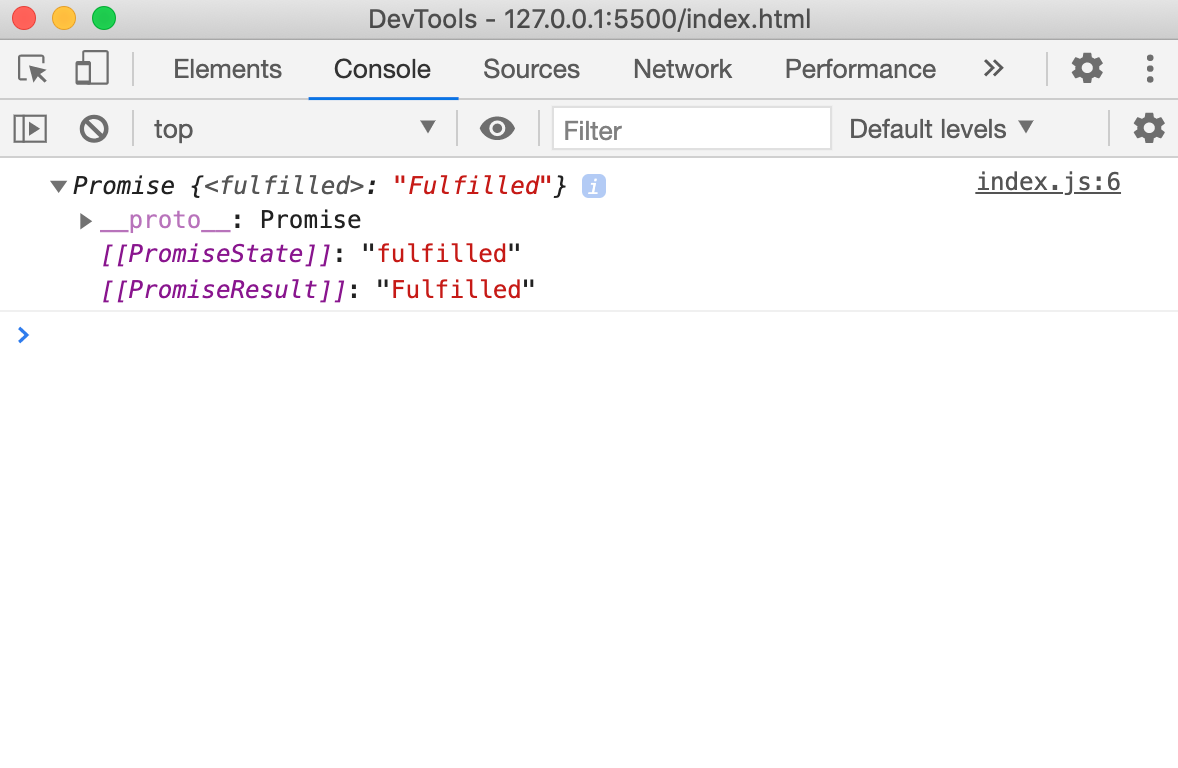 DevTools - 127.0.0.1:5500/index.html
Elements Console Sources Network Performance »
top Filter Default levels
Promise {<fulfilled>: "Fulfilled"} i index.js:6
__proto__: Promise
[[PromiseState]]: "fulfilled"
[[PromiseResult]]: "Fulfilled"